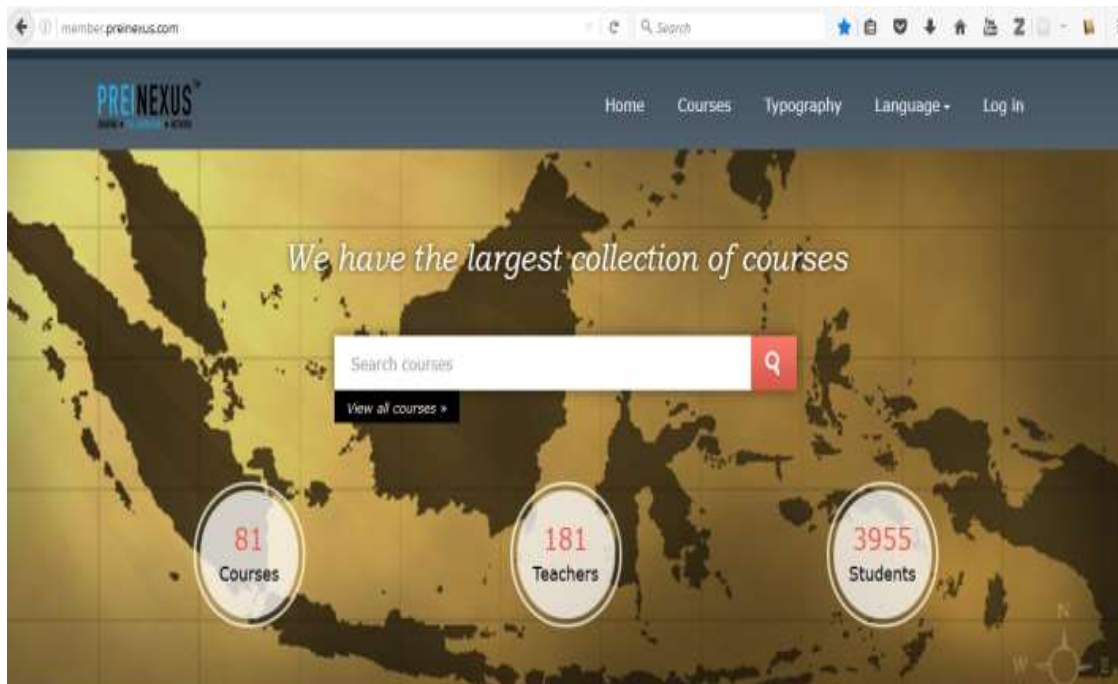 member.preinexus.com
Search
PREINEXUS™
Home Courses Typography Language Log in
We have the largest collection of courses
Search courses
View all courses »
81
Courses
181
Teachers
3955
Students
N
W E